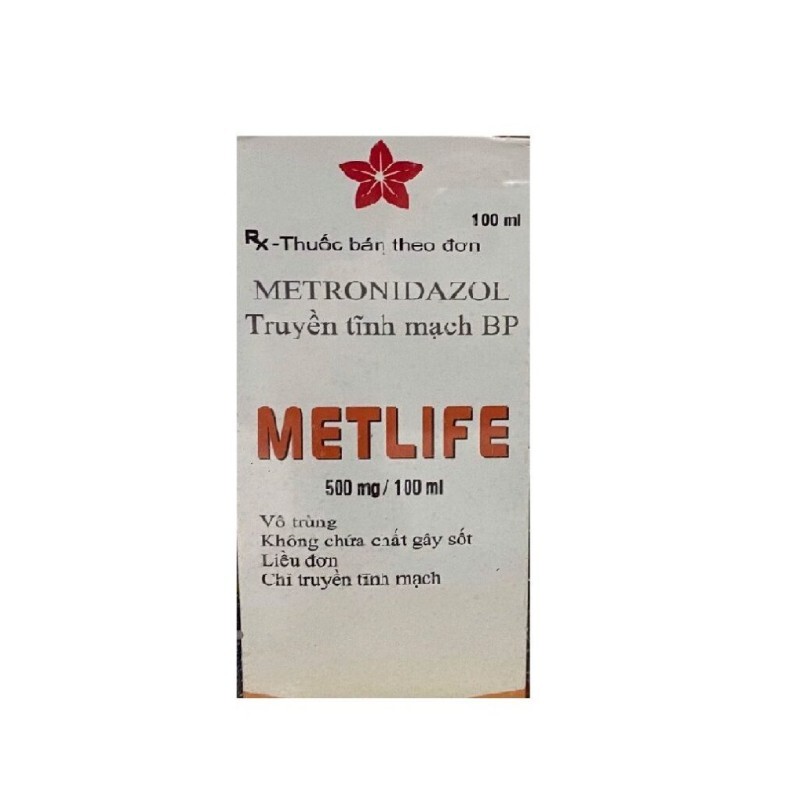 100 ml
Rx-Thuốc bán theo đơn
METRONIDAZOL
Truyền tĩnh mạch BP
METLIFE
500 mg/ 100 ml
Vô trùng
Không chứa chất gây sốt
Liều đơn
Chỉ truyền tĩnh mạch